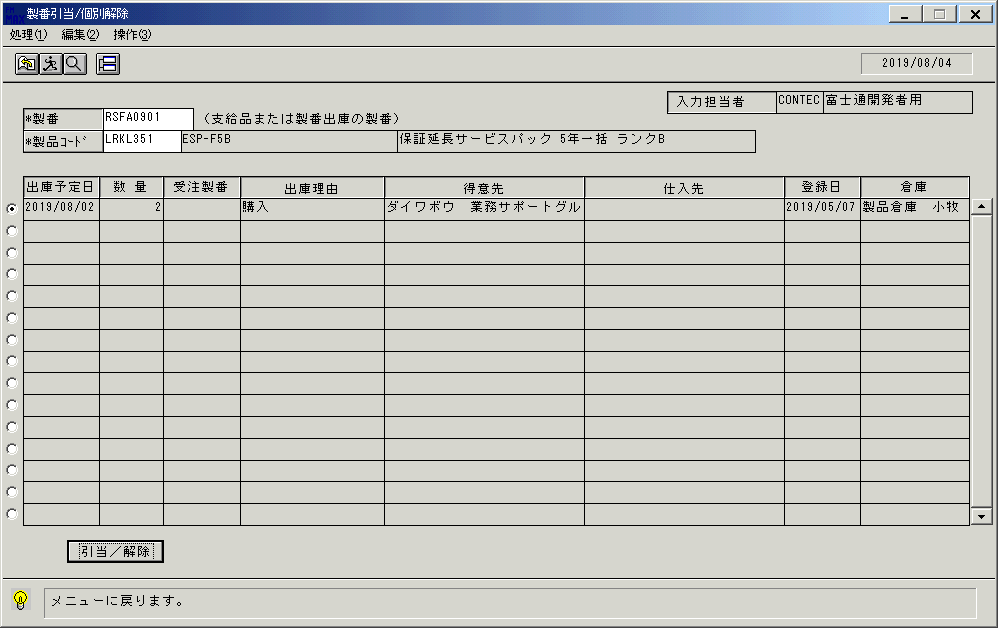 製番引当/個別解除
処理(1) 編集(2) 操作(3)
2019/08/04
入力担当者 CONTEC 富士通開発者用
*製番 RSFA0901 (支給品または製番出庫の製番)
*製品ｺｰﾄﾞ LRKL351 ESP-F5B 保証延長サービスパック 5年一括 ランクB
出庫予定日 数 量 受注製番 出庫理由 得意先 仕入先 登録日 倉庫
2019/08/02 2 購入 ダイワボウ 業務サポートグル 2019/05/07 製品倉庫 小牧
引当／解除
メニューに戻ります。